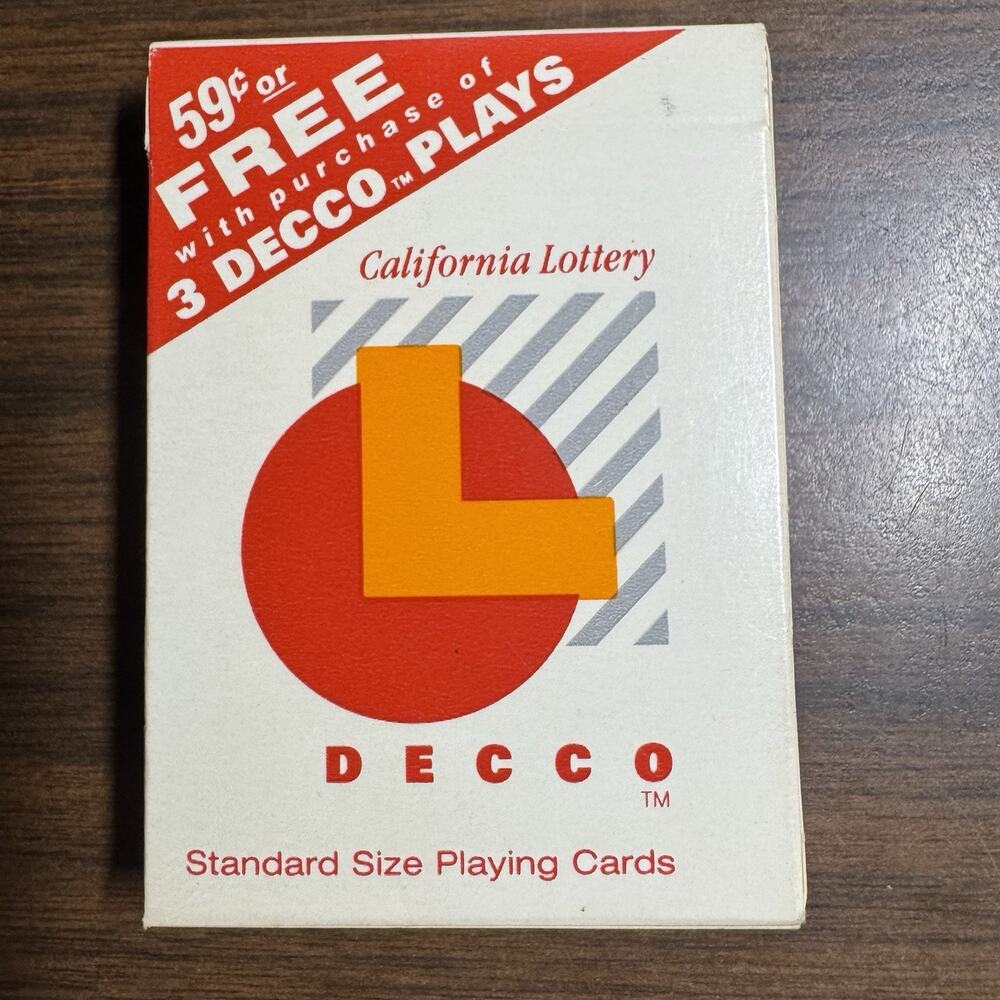 59¢ or
FREE
with purchase of
3 DECCO™ PLAYS
California Lottery
L
DECCO
TM
Standard Size Playing Cards